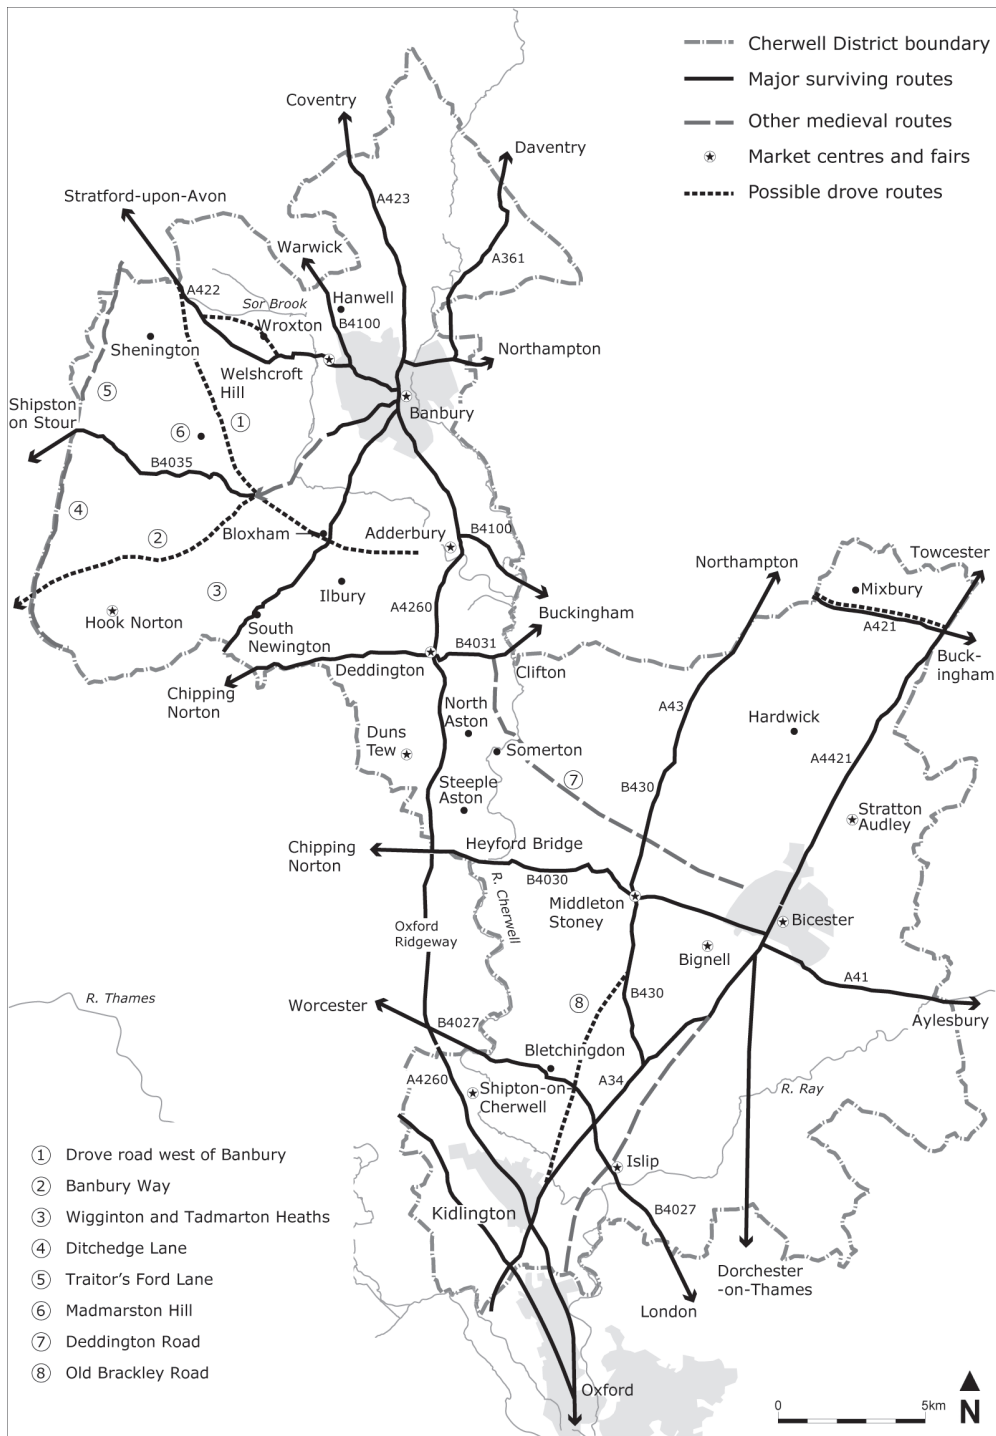 Cherwell District boundary
Major surviving routes
Other medieval routes
Market centres and fairs
Possible drove routes
Coventry
Daventry
A423
Stratford-upon-Avon
Warwick
A361
A422
Sor Brook
Hanwell
B4100
Wroxton
Shenington
Northampton
Welshcroft
Hill
5
Shipston
on Stour
1
Banbury
6
B4035
4
2
Bloxham
Adderbury
B4100
Northampton
Towcester
3
Ilbury
A4260
Mixbury
Hook Norton
Buckingham
A421
South
Newington
B4031
Deddington
Clifton
Buck-
ingham
Chipping
Norton
North
Aston
A43
Hardwick
Duns
Tew
Somerton
A4421
7
Steeple
Aston
B430
Stratton
Audley
Chipping
Norton
Heyford Bridge
B4030
R. Cherwell
Middleton
Stoney
Bicester
Oxford
Ridgeway
Bignell
A41
R. Thames
Worcester
8
B430
Aylesbury
B4027
Bletchingdon
A4260
A34
R. Ray
Shipton-on-
Cherwell
Islip
Kidlington
B4027
Dorchester
-on-Thames
London
Oxford
1 Drove road west of Banbury
2 Banbury Way
3 Wigginton and Tadmarton Heaths
4 Ditchedge Lane
5 Traitor's Ford Lane
6 Madmarston Hill
7 Deddington Road
8 Old Brackley Road
0 5km
N